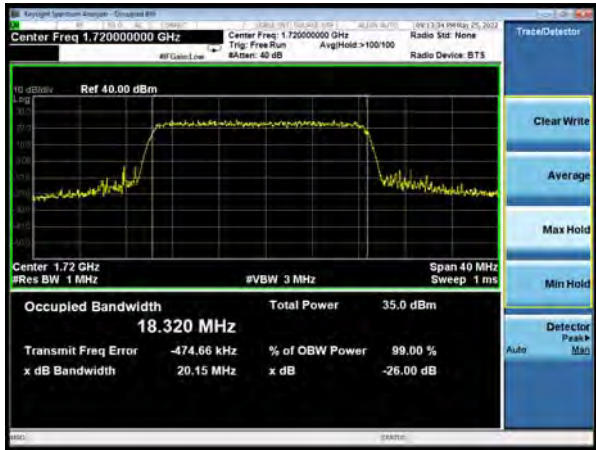 Keysight Spectrum Analyzer - Occupied BW
Center Freq 1.720000000 GHz
Center Freq: 1.720000000 GHz
Radio Std: None
Trig: Free Run
Avg|Hold:>100/100
#IFGain:Low
#Atten: 40 dB
Radio Device: BTS
Trace/Detector
10 dB/div
Ref 40.00 dBm
Log
Clear Write
Average
Max Hold
Min Hold
Center 1.72 GHz
Span 40 MHz
#Res BW 1 MHz
#VBW 3 MHz
Sweep 1 ms
Occupied Bandwidth
Total Power
35.0 dBm
18.320 MHz
Transmit Freq Error
-474.66 kHz
% of OBW Power
99.00 %
x dB Bandwidth
20.15 MHz
x dB
-26.00 dB
Detector
Peak▶
Auto
Man
MSG
STATUS